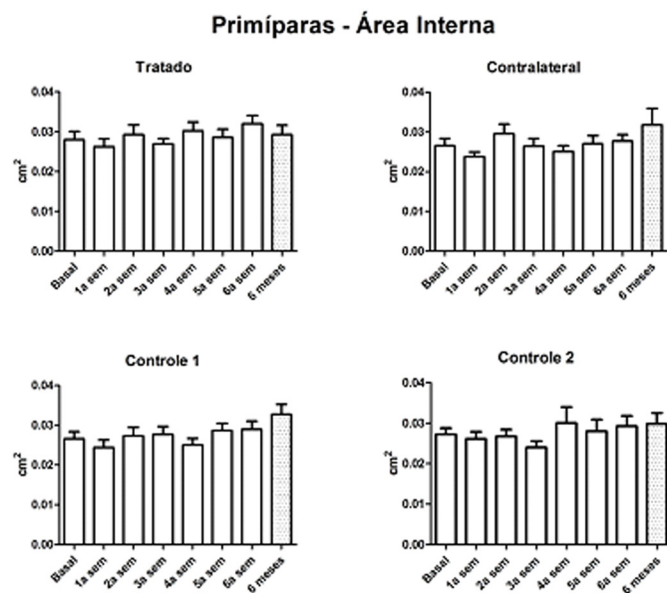 Primíparas - Área Interna
Tratado
0.04
0.03
0.02
0.01
0.00
cm²
Basal
1a sem
2a sem
3a sem
4a sem
5a sem
6a sem
6 meses
Contralateral
0.04
0.03
0.02
0.01
0.00
cm²
Basal
1a sem
2a sem
3a sem
4a sem
5a sem
6a sem
6 meses
Controle 1
0.04
0.03
0.02
0.01
0.00
cm²
Basal
1a sem
2a sem
3a sem
4a sem
5a sem
6a sem
6 meses
Controle 2
0.04
0.03
0.02
0.01
0.00
cm²
Basal
1a sem
2a sem
3a sem
4a sem
5a sem
6a sem
6 meses